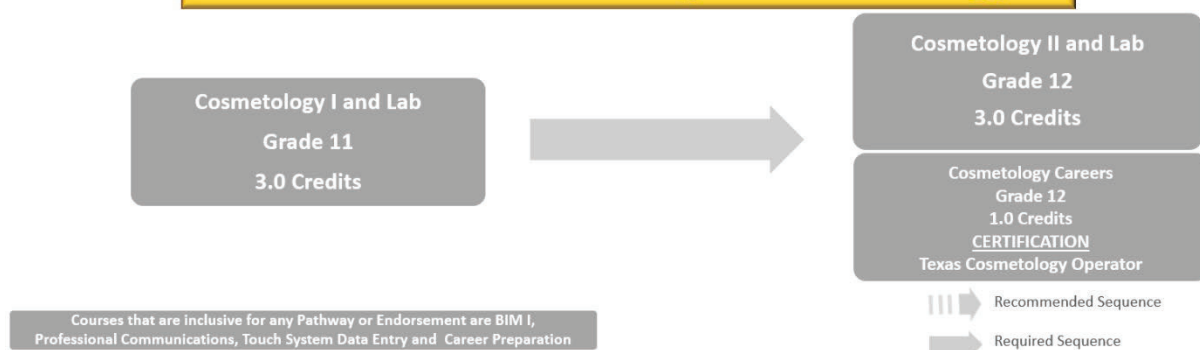 Cosmetology I and Lab
Grade 11
3.0 Credits
Cosmetology II and Lab
Grade 12
3.0 Credits
Cosmetology Careers
Grade 12
1.0 Credits
CERTIFICATION
Texas Cosmetology Operator
Recommended Sequence
Required Sequence
Courses that are inclusive for any Pathway or Endorsement are BIM I,
Professional Communications, Touch System Data Entry and Career Preparation